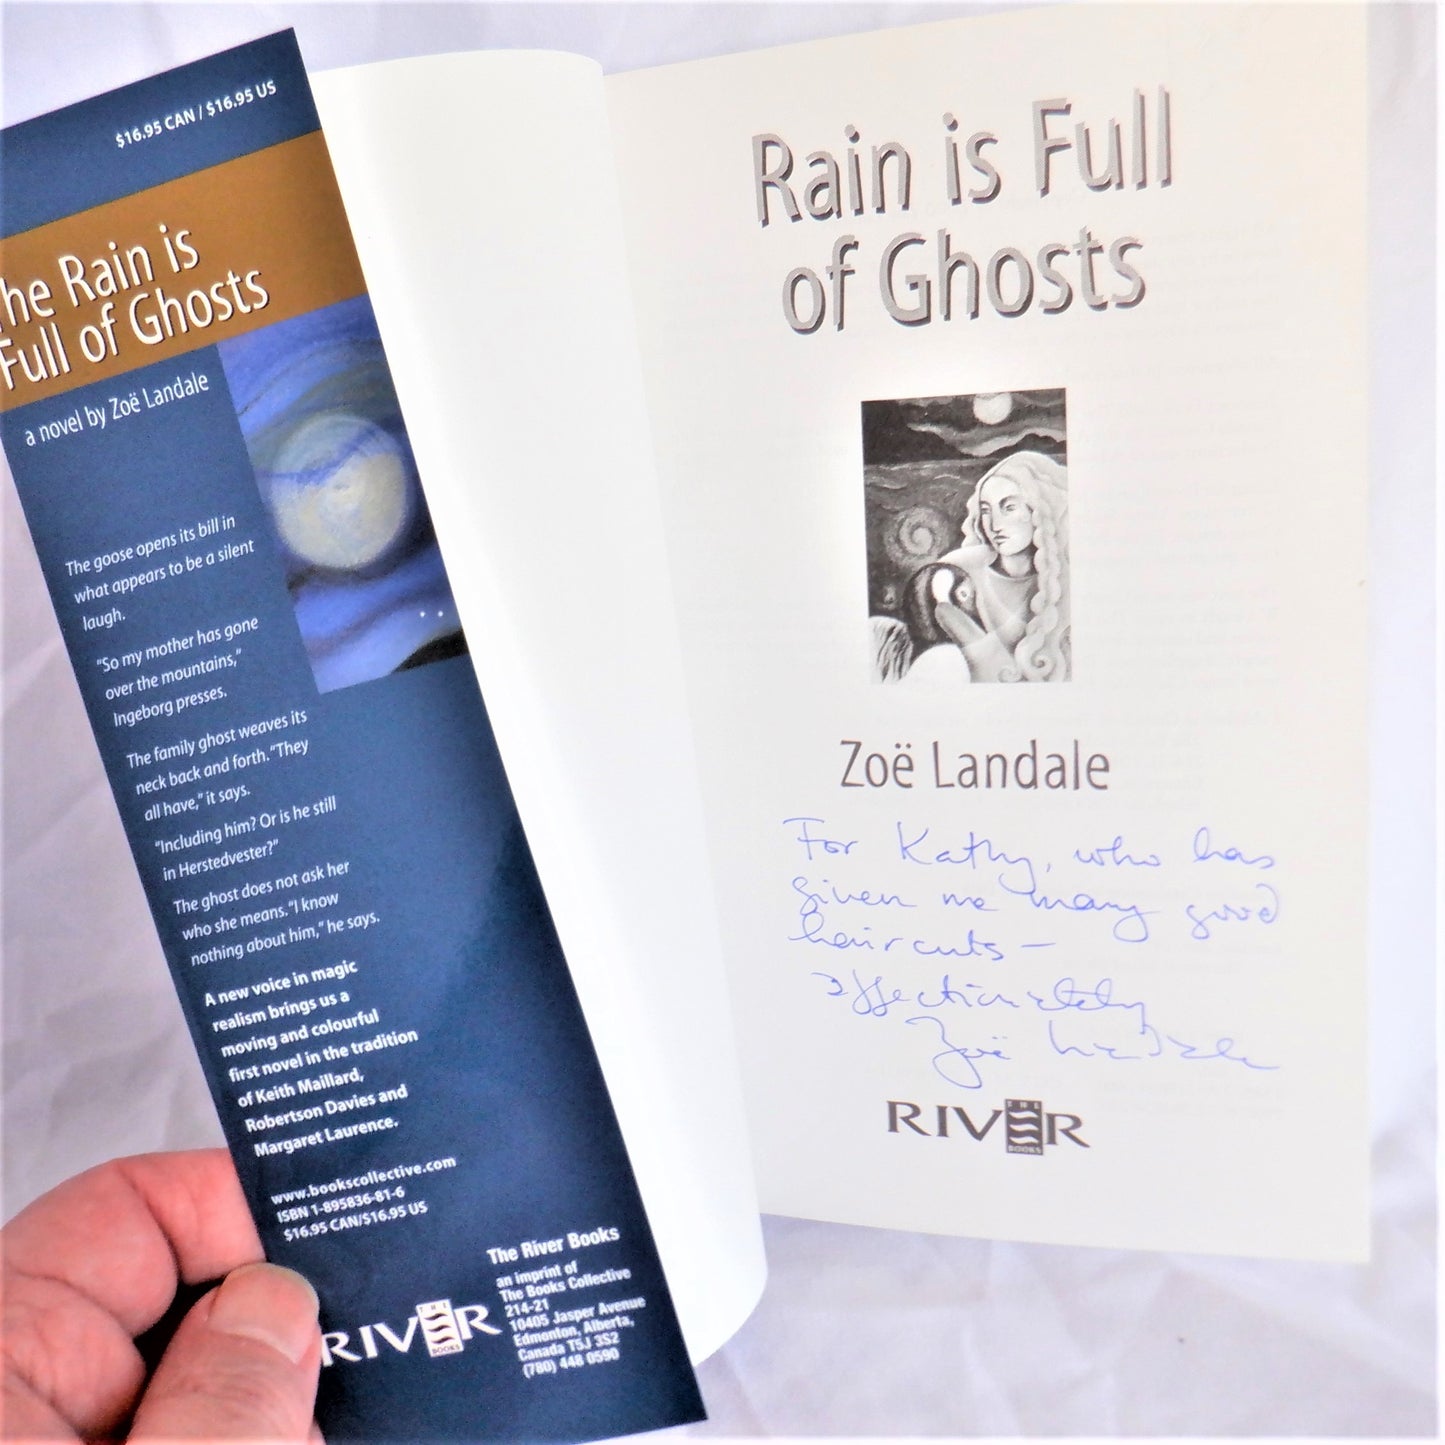 $16.95 CAN / $16.95 US
The Rain is
Full of Ghosts
a novel by Zoë Landale
The goose opens its bill in
what appears to be a silent
laugh.
"So my mother has gone
over the mountains,"
Ingeborg presses.
The family ghost weaves its
neck back and forth. "They
all have," it says.
"Including him? Or is he still
in Herstedvester?"
The ghost does not ask her
who she means. "I know
nothing about him," he says.
A new voice in magic
realism brings us a
moving and colourful
first novel in the tradition
of Keith Maillard,
Robertson Davies and
Margaret Laurence.
www.bookscollective.com
ISBN 1-895836-81-6
$16.95 CAN/$16.95 US
THE
RIVER
BOOKS
The River Books
an imprint of
The Books Collective
214-21
10405 Jasper Avenue
Edmonton, Alberta,
Canada T5J 3S2
(780) 448 0590
Rain is Full
of Ghosts
Zoë Landale
For Kathy, who has
given me many good
haircuts –
affectionately
Zoë Landale
THE
RIVER
BOOKS